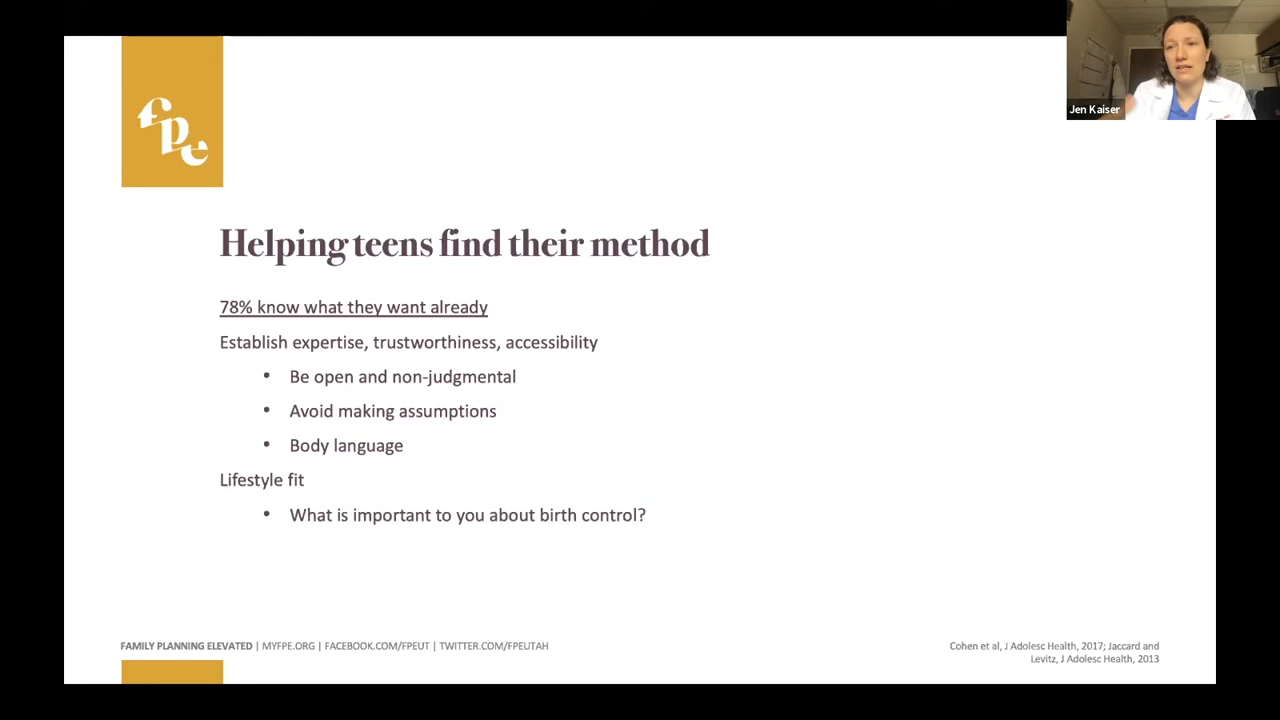 fpe
Jen Kaiser
Helping teens find their method
78% know what they want already
Establish expertise, trustworthiness, accessibility
• Be open and non-judgmental
• Avoid making assumptions
• Body language
Lifestyle fit
• What is important to you about birth control?
FAMILY PLANNING ELEVATED | MYFPE.ORG | FACEBOOK.COM/FPEUT | TWITTER.COM/FPEUTAH
Cohen et al, J Adolesc Health, 2017; Jaccard and
Levitz, J Adolesc Health, 2013